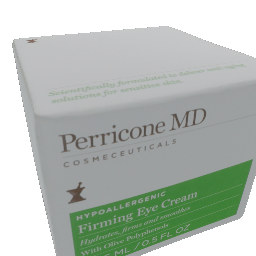 Scientifically formulated to deliver anti-aging
solutions for sensitive skin.
Perricone MD
COSMECEUTICALS
HYPOALLERGENIC
Firming Eye Cream
Hydrates, firms and smoothes
With Olive Polyphenols
ML / 0.5 FL OZ